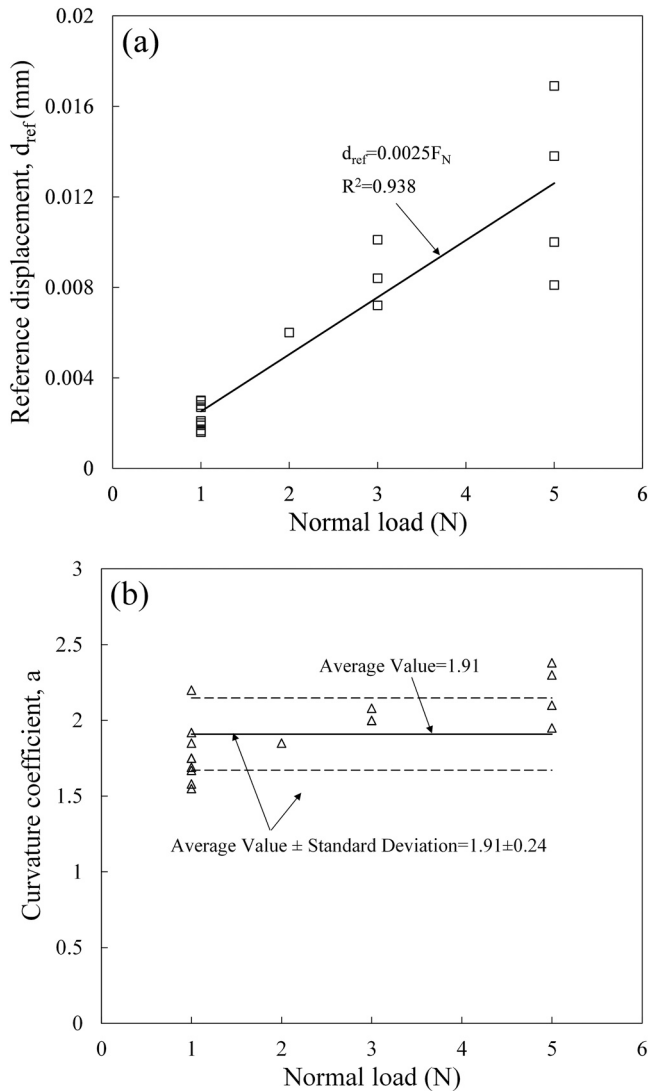 (a)
Reference displacement, d_ref (mm)
0.02
0.016
0.012
0.008
0.004
0
d_ref=0.0025F_N
R²=0.938
0 1 2 3 4 5 6
Normal load (N)
(b)
Curvature coefficient, a
3
2.5
2
1.5
1
0.5
0
Average Value=1.91
Average Value ± Standard Deviation=1.91±0.24
0 1 2 3 4 5 6
Normal load (N)